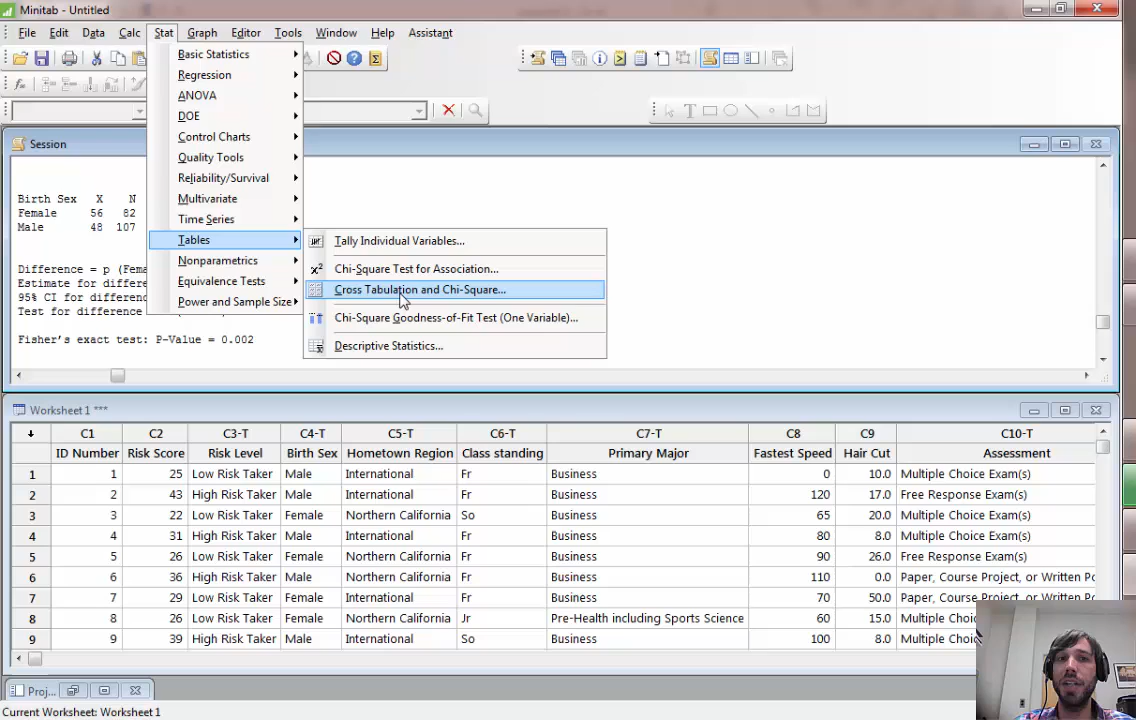 Minitab - Untitled
File Edit Data Calc Stat Graph Editor Tools Window Help Assistant
Basic Statistics
Regression
ANOVA
DOE
Control Charts
Quality Tools
Reliability/Survival
Multivariate
Time Series
Tables
Nonparametrics
Equivalence Tests
Power and Sample Size
Tally Individual Variables...
Chi-Square Test for Association...
Cross Tabulation and Chi-Square...
Chi-Square Goodness-of-Fit Test (One Variable)...
Descriptive Statistics...
Session
Birth Sex X N
Female 56 82
Male 48 107
Difference = p (Fema
Estimate for differe
95% CI for differenc
Test for difference
Fisher's exact test: P-Value = 0.002
Worksheet 1 ***
C1 C2 C3-T C4-T C5-T C6-T C7-T C8 C9 C10-T
ID Number Risk Score Risk Level Birth Sex Hometown Region Class standing Primary Major Fastest Speed Hair Cut Assessment
1 1 25 Low Risk Taker Male International Fr Business 0 10.0 Multiple Choice Exam(s)
2 2 43 High Risk Taker Male International Fr Business 120 17.0 Free Response Exam(s)
3 3 22 Low Risk Taker Female Northern California So Business 65 20.0 Multiple Choice Exam(s)
4 4 31 High Risk Taker Male International Fr Business 80 8.0 Multiple Choice Exam(s)
5 5 26 Low Risk Taker Female Northern California Fr Business 90 26.0 Free Response Exam(s)
6 6 36 High Risk Taker Male Northern California Fr Business 110 0.0 Paper, Course Project, or Written Po
7 7 29 Low Risk Taker Female International Fr Business 70 50.0 Paper, Course Project, or Written Po
8 8 26 Low Risk Taker Female Northern California Jr Pre-Health including Sports Science 60 15.0 Multiple Choi
9 9 39 High Risk Taker Male International So Business 100 8.0 Multiple Choi
Proj...
Current Worksheet: Worksheet 1